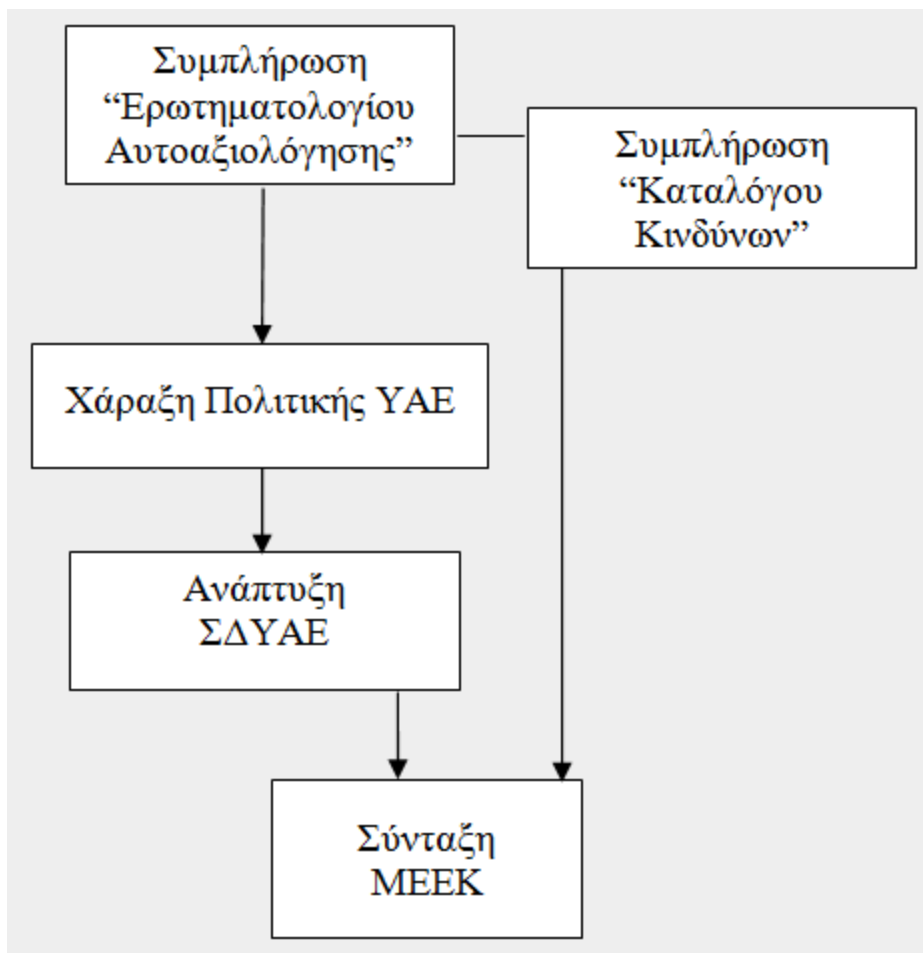 Συμπλήρωση
“Ερωτηματολογίου
Αυτοαξιολόγησης”
Συμπλήρωση
“Καταλόγου
Κινδύνων”
Χάραξη Πολιτικής ΥΑΕ
Ανάπτυξη
ΣΔΥΑΕ
Σύνταξη
ΜΕΕΚ